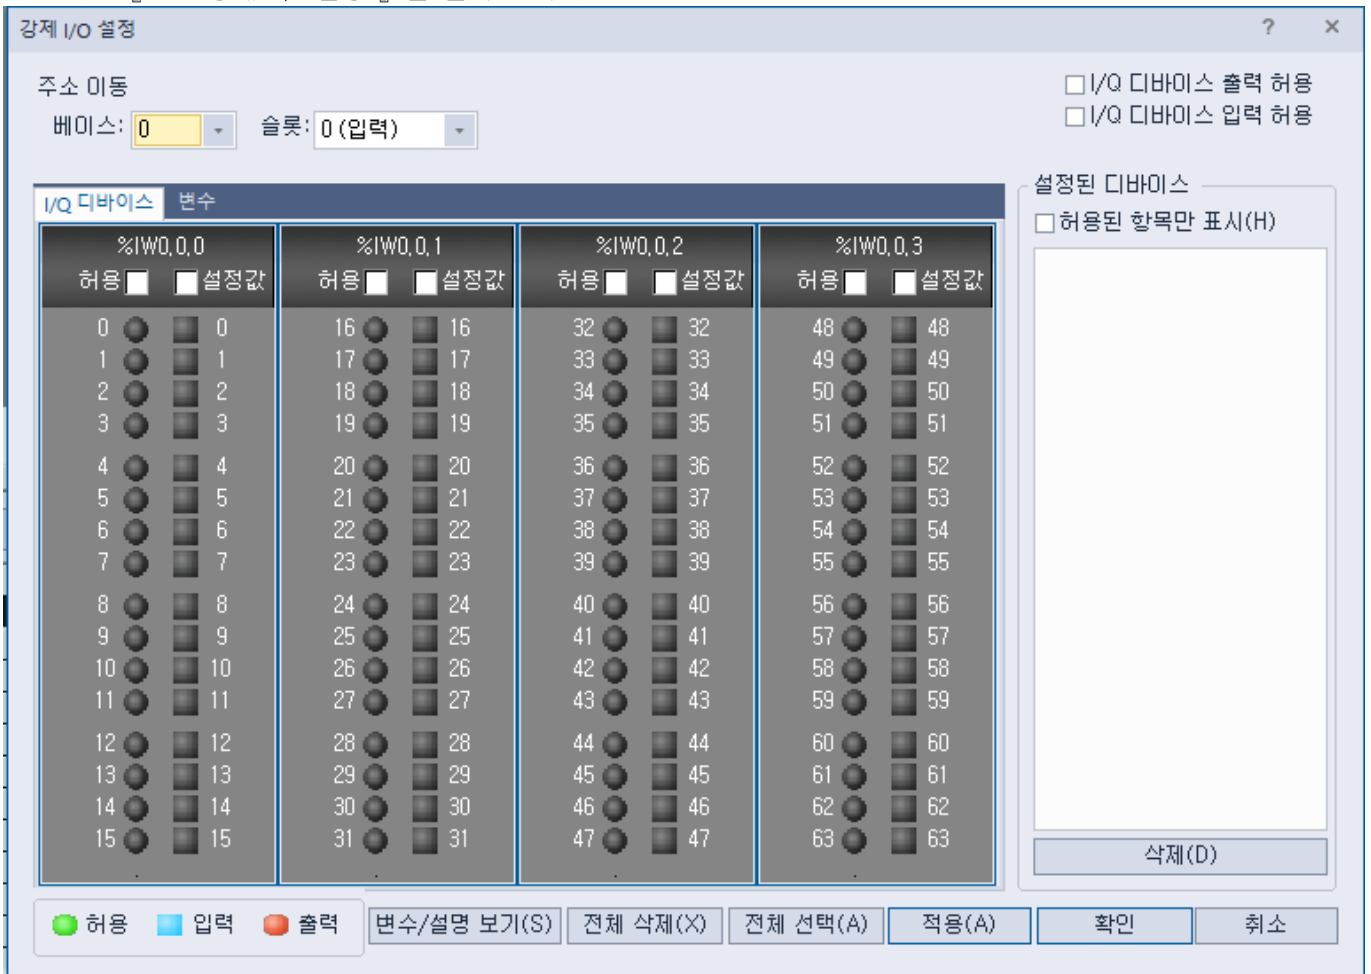 강제 I/O 설정 ? ×
주소 이동
베이스: 0 슬롯: 0 (입력)
I/Q 디바이스 출력 허용
I/Q 디바이스 입력 허용
I/Q 디바이스 변수
%IW0,0,0 %IW0,0,1 %IW0,0,2 %IW0,0,3
허용 설정값 허용 설정값 허용 설정값 허용 설정값
0 0 16 16 32 32 48 48
1 1 17 17 33 33 49 49
2 2 18 18 34 34 50 50
3 3 19 19 35 35 51 51
4 4 20 20 36 36 52 52
5 5 21 21 37 37 53 53
6 6 22 22 38 38 54 54
7 7 23 23 39 39 55 55
8 8 24 24 40 40 56 56
9 9 25 25 41 41 57 57
10 10 26 26 42 42 58 58
11 11 27 27 43 43 59 59
12 12 28 28 44 44 60 60
13 13 29 29 45 45 61 61
14 14 30 30 46 46 62 62
15 15 31 31 47 47 63 63
설정된 디바이스
허용된 항목만 표시(H)
삭제(D)
허용 입력 출력 변수/설명 보기(S) 전체 삭제(X) 전체 선택(A) 적용(A) 확인 취소